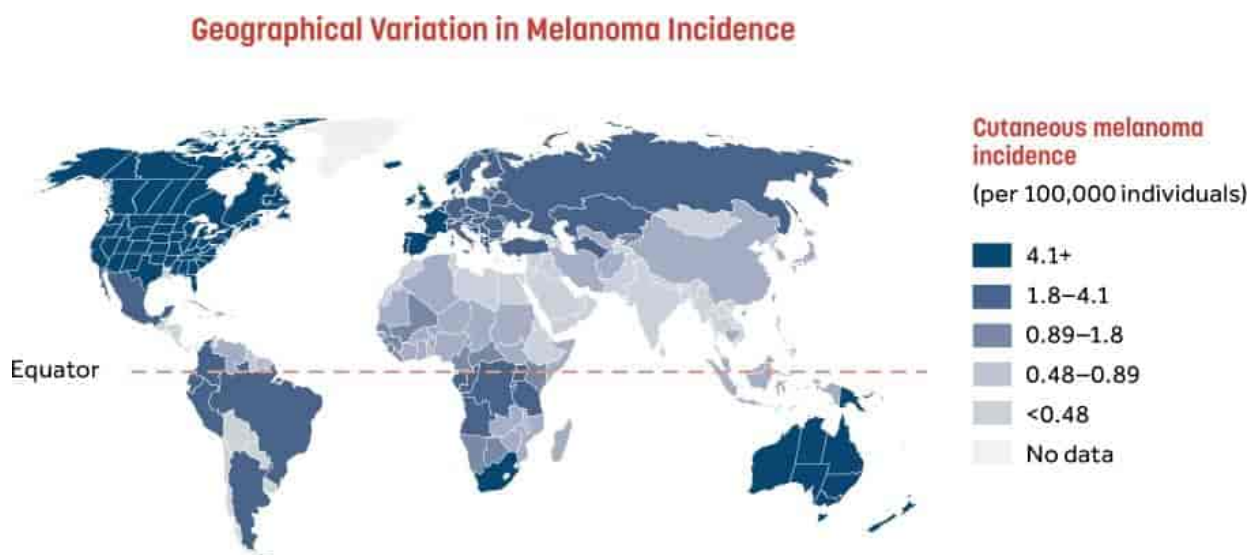 Geographical Variation in Melanoma Incidence
Cutaneous melanoma
incidence
(per 100,000 individuals)
4.1+
1.8–4.1
0.89–1.8
0.48–0.89
<0.48
No data
Equator